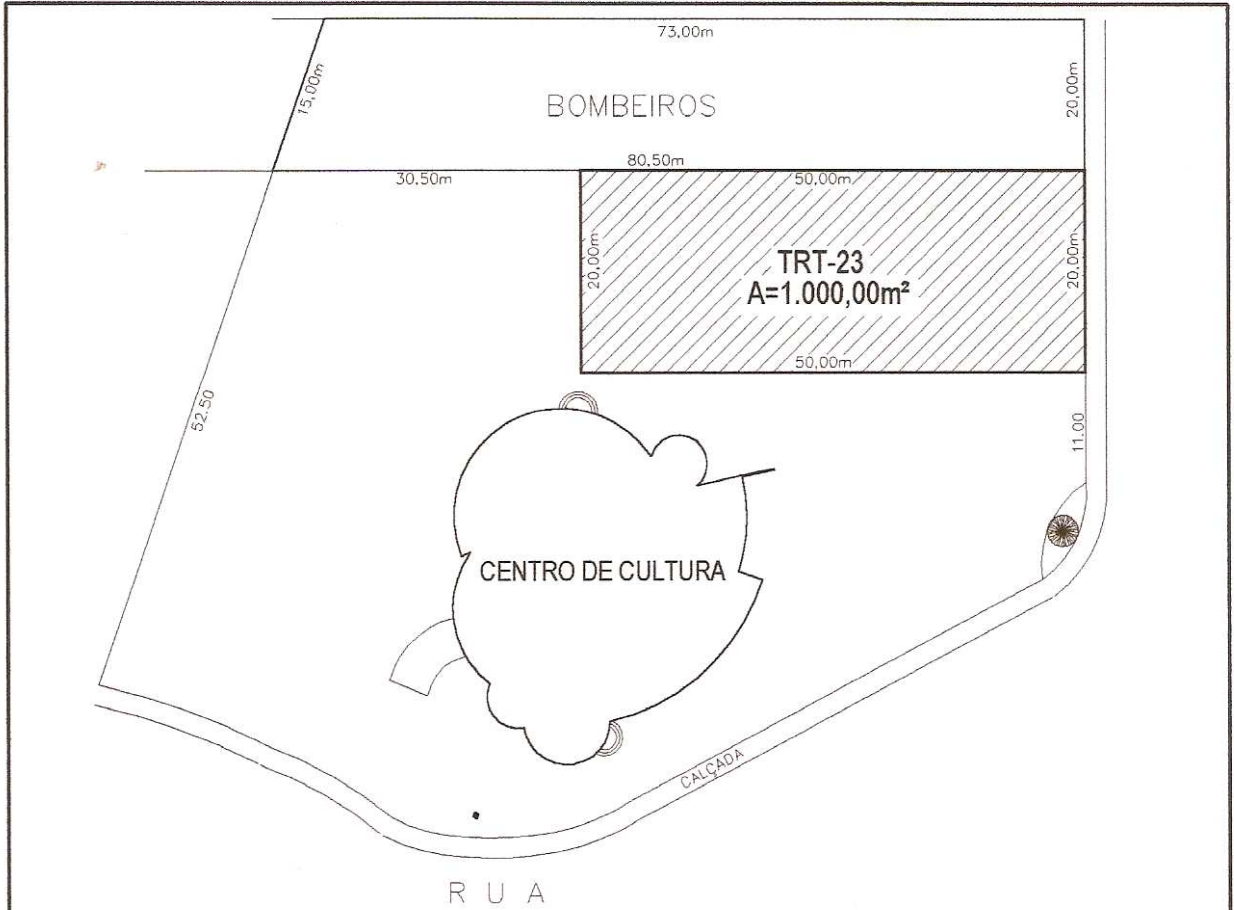 73,00m
15,00m
BOMBEIROS
20,00m
80,50m
30.50m
50,00m
20,00m
TRT-23
A=1.000,00m²
20,00m
50,00m
52.50
11.00
CENTRO DE CULTURA
CALÇADA
RUA